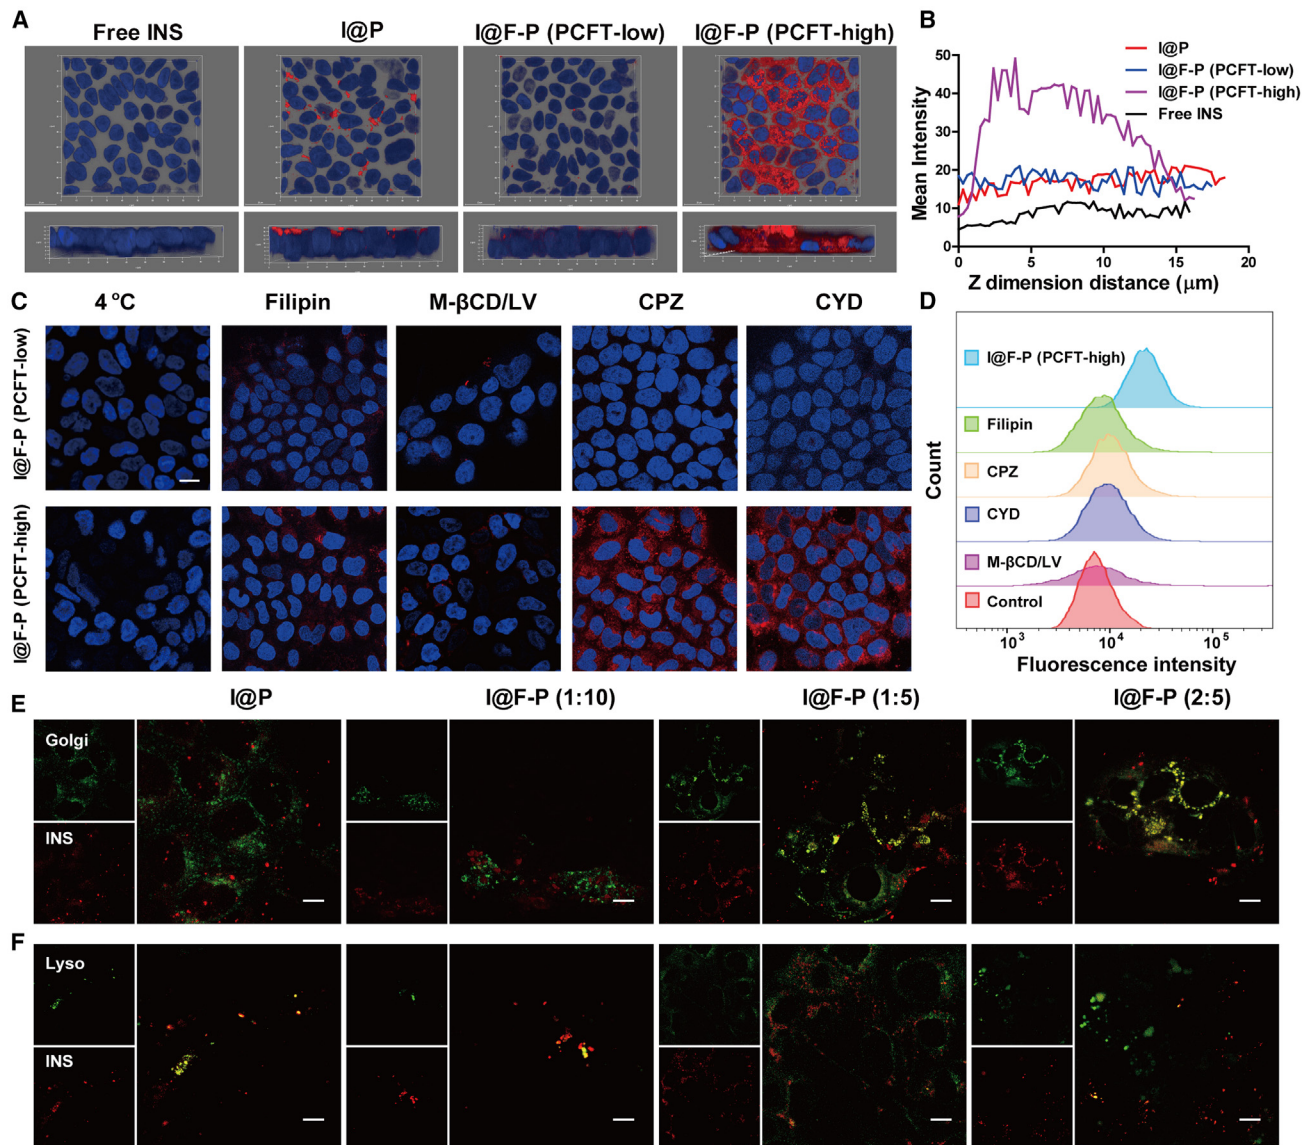 A
Free INS
I@P
I@F-P (PCFT-low)
I@F-P (PCFT-high)
B
50
40
30
20
10
0
Mean Intensity
I@P
I@F-P (PCFT-low)
I@F-P (PCFT-high)
Free INS
0
5
10
15
20
Z dimension distance (μm)
C
4 °C
Filipin
M-βCD/LV
CPZ
CYD
I@F-P (PCFT-low)
I@F-P (PCFT-high)
D
I@F-P (PCFT-high)
Filipin
CPZ
CYD
M-βCD/LV
Control
Count
10³
10⁴
10⁵
Fluorescence intensity
E
I@P
I@F-P (1:10)
I@F-P (1:5)
I@F-P (2:5)
Golgi
INS
F
Lyso
INS